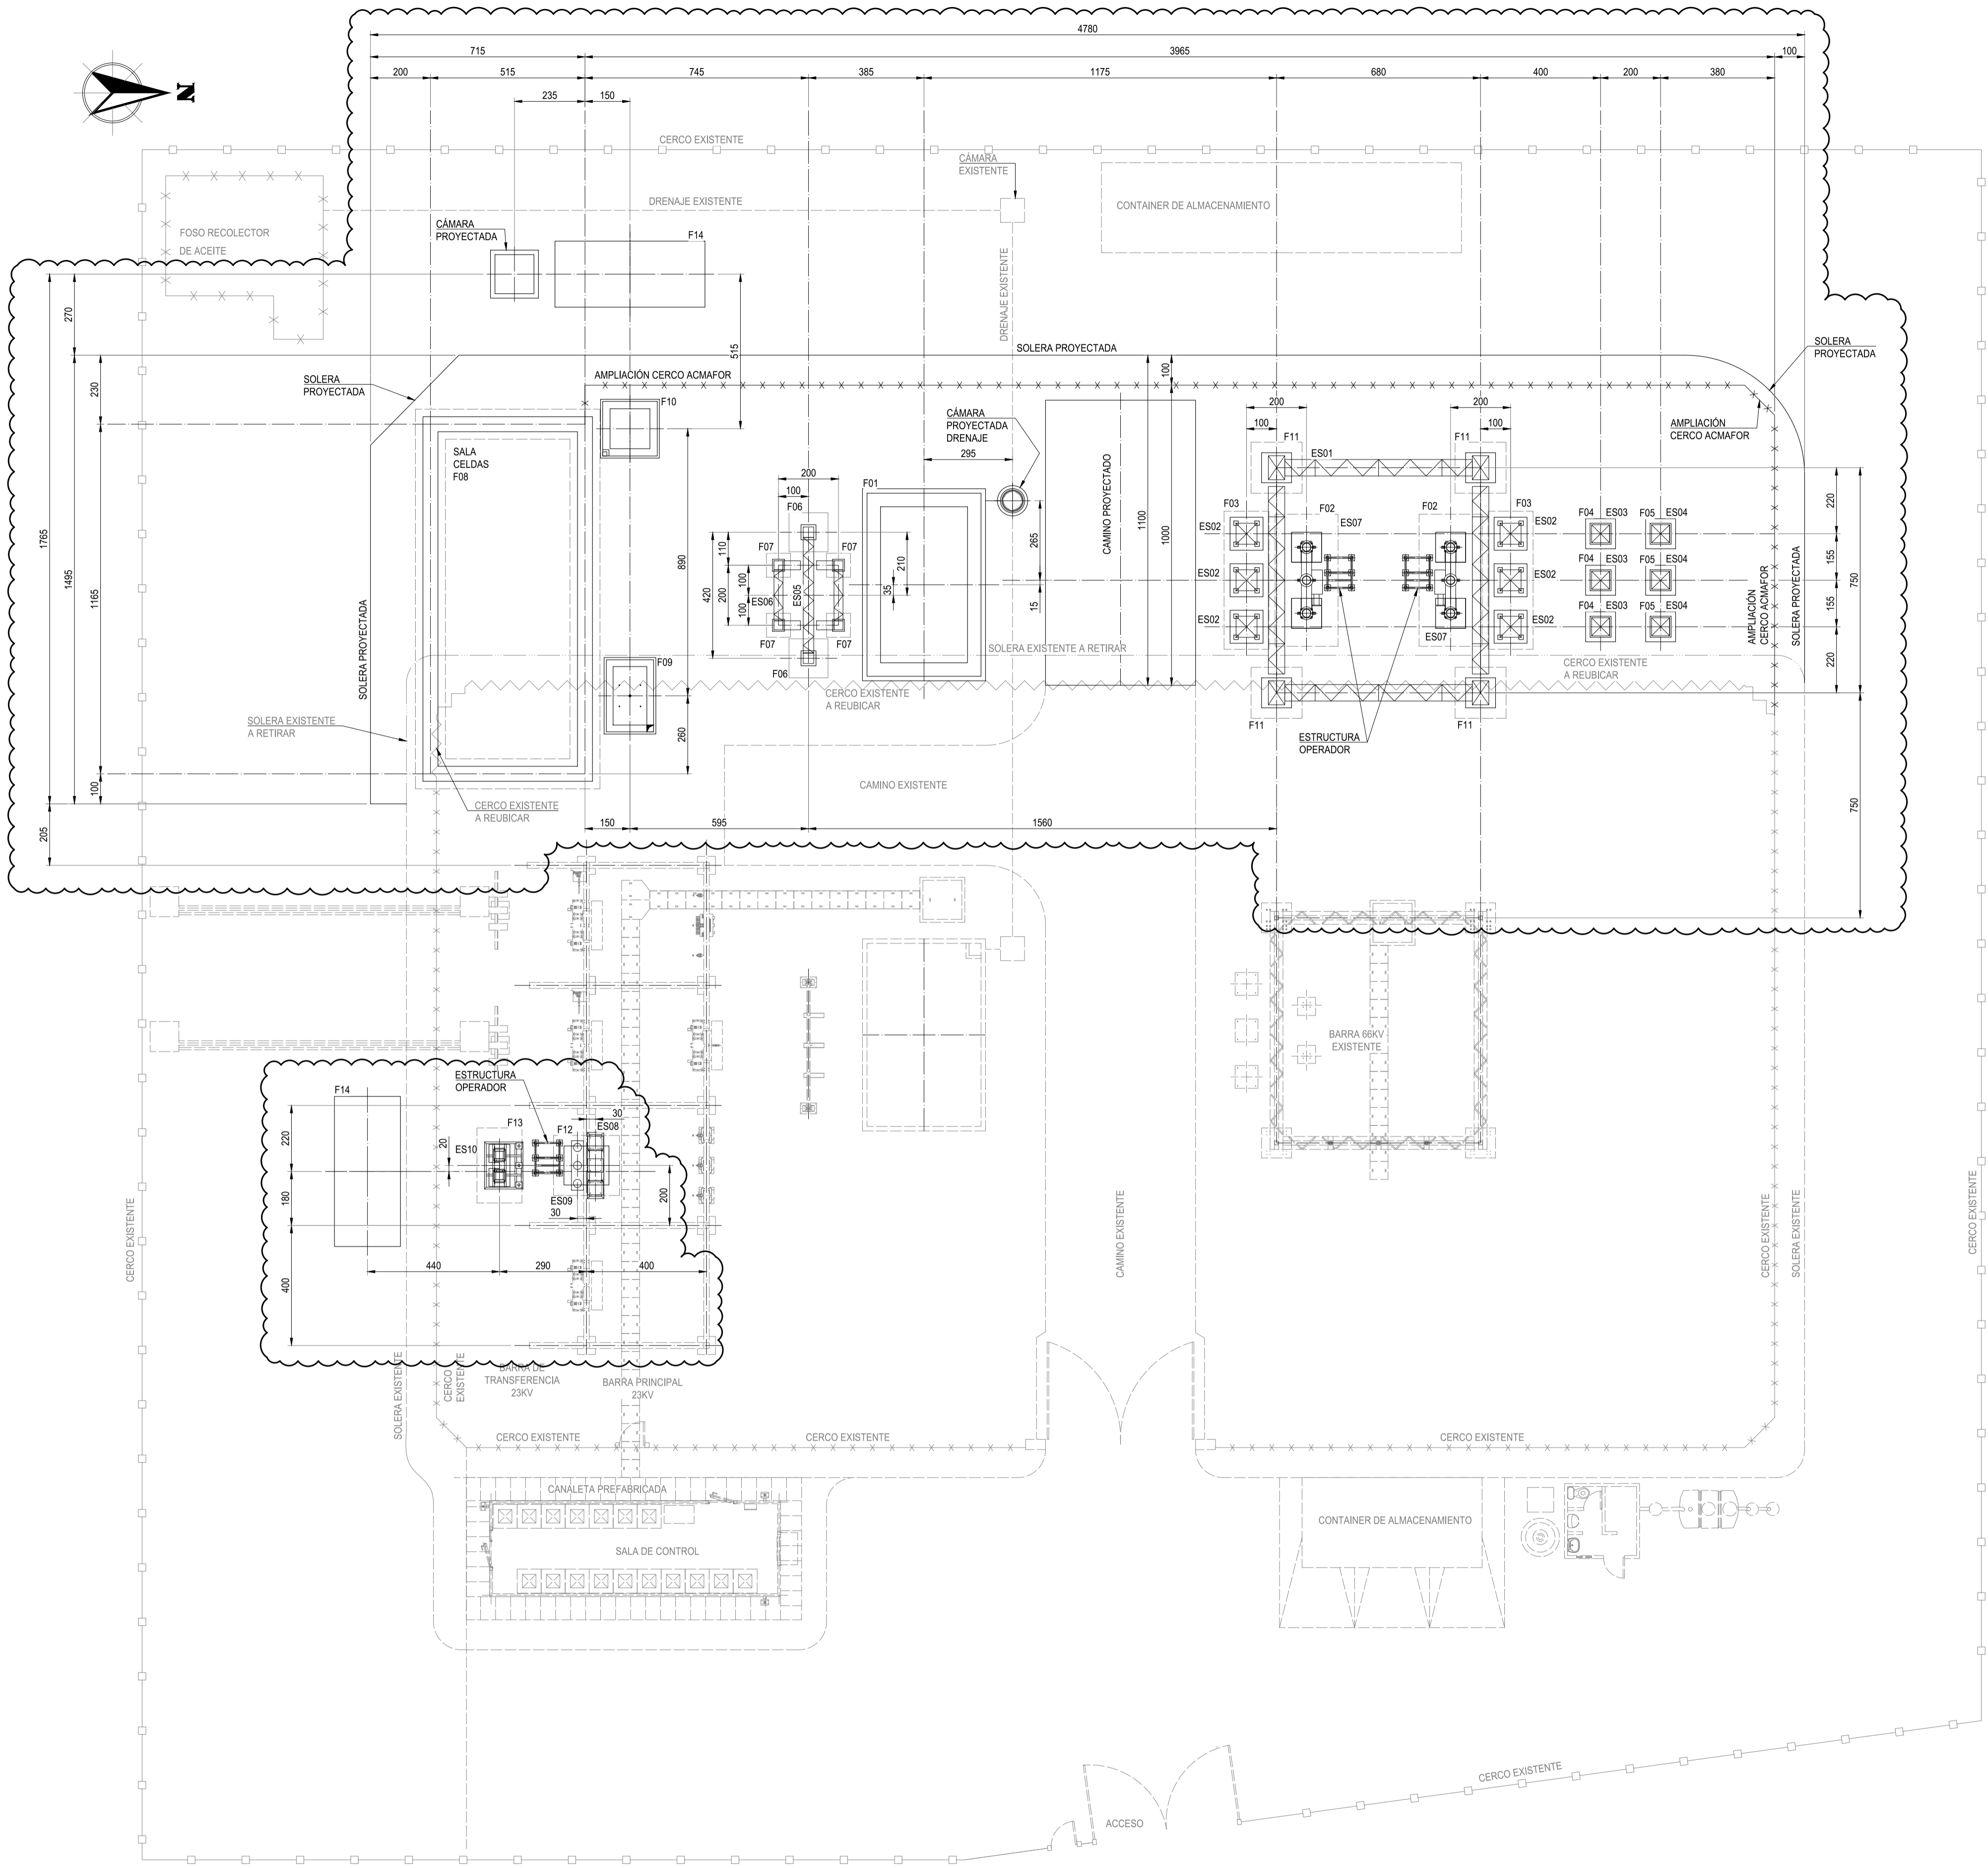 4780
715
3965
100
200
515
745
385
1175
680
400
200
380
235
150
N
CERCO EXISTENTE
CÁMARA
EXISTENTE
DRENAJE EXISTENTE
CONTAINER DE ALMACENAMIENTO
FOSO RECOLECTOR
DE ACEITE
CÁMARA
PROYECTADA
F14
DRENAJE EXISTENTE
270
515
SOLERA PROYECTADA
SOLERA
PROYECTADA
SOLERA
PROYECTADA
AMPLIACIÓN CERCO ACMAFOR
100
230
F10
CÁMARA
PROYECTADA
DRENAJE
200
200
100
100
AMPLIACIÓN
CERCO ACMAFOR
SALA
CELDAS
F08
295
F11
F11
ES01
CAMINO PROYECTADO
200
100
F06
F01
F03
F02
ES07
F02
F03
ES02
ES02
F04
ES03
F05
ES04
220
1765
1495
1165
890
110
F07
F07
210
265
1100
1000
155
750
ES02
ES02
F04
ES03
F05
ES04
420
200
100
100
ES06
ES05
35
15
155
ES02
ES02
F04
ES03
F05
ES04
ES07
AMPLIACIÓN
CERCO ACMAFOR
SOLERA PROYECTADA
SOLERA PROYECTADA
F07
F07
F06
F09
SOLERA EXISTENTE A RETIRAR
220
CERCO EXISTENTE
A REUBICAR
CERCO EXISTENTE
A REUBICAR
SOLERA EXISTENTE
A RETIRAR
260
F11
F11
ESTRUCTURA
OPERADOR
CAMINO EXISTENTE
100
CERCO EXISTENTE
A REUBICAR
750
205
150
595
1560
BARRA 66KV
EXISTENTE
F14
ESTRUCTURA
OPERADOR
30
F13
F12
ES08
220
20
ES10
180
ES09
200
30
440
290
400
400
CERCO EXISTENTE
CAMINO EXISTENTE
CERCO EXISTENTE
SOLERA EXISTENTE
CERCO EXISTENTE
SOLERA EXISTENTE
CERCO
EXISTENTE
BARRA DE
TRANSFERENCIA
23KV
BARRA PRINCIPAL
23KV
CERCO EXISTENTE
CERCO EXISTENTE
CERCO EXISTENTE
CANALETA PREFABRICADA
SALA DE CONTROL
CONTAINER DE ALMACENAMIENTO
CERCO EXISTENTE
ACCESO